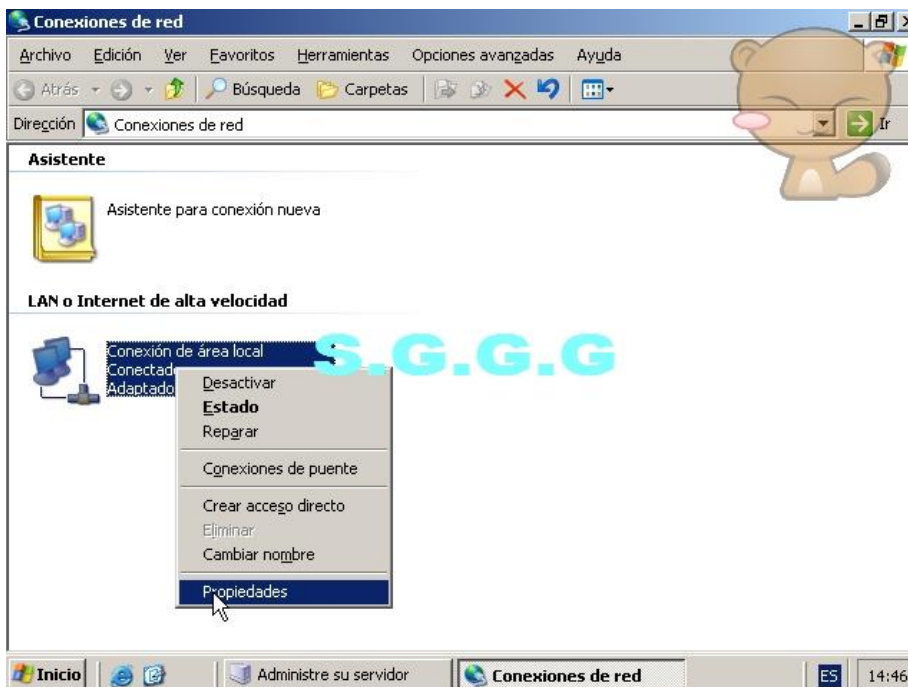 Conexiones de red
Archivo Edición Ver Favoritos Herramientas Opciones avanzadas Ayuda
Atrás Búsqueda Carpetas
Dirección Conexiones de red Ir
Asistente
Asistente para conexión nueva
LAN o Internet de alta velocidad
Conexión de área local
S.G.G.G
Conectado
Adaptado
Desactivar
Estado
Reparar
Conexiones de puente
Crear acceso directo
Eliminar
Cambiar nombre
Propiedades
Inicio Administre su servidor Conexiones de red ES 14:46